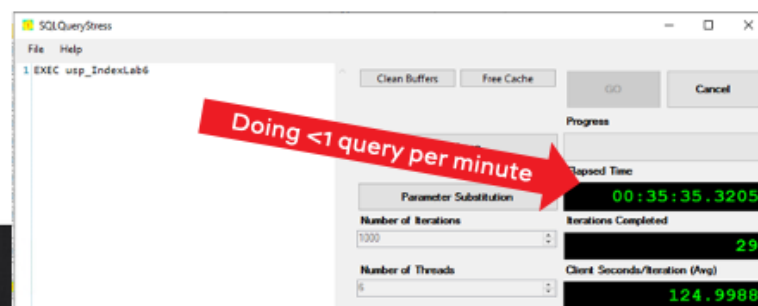 SQLQueryStress
File Help
1 EXEC usp_IndexLab6
Clean Buffers Free Cache
GO Cancel
Progress
Doing <1 query per minute
Elapsed Time
00:35:35.3205
Parameter Substitution
Number of Iterations
1000
Iterations Completed
29
Number of Threads
6
Client Seconds/Iteration (Avg)
124.9988